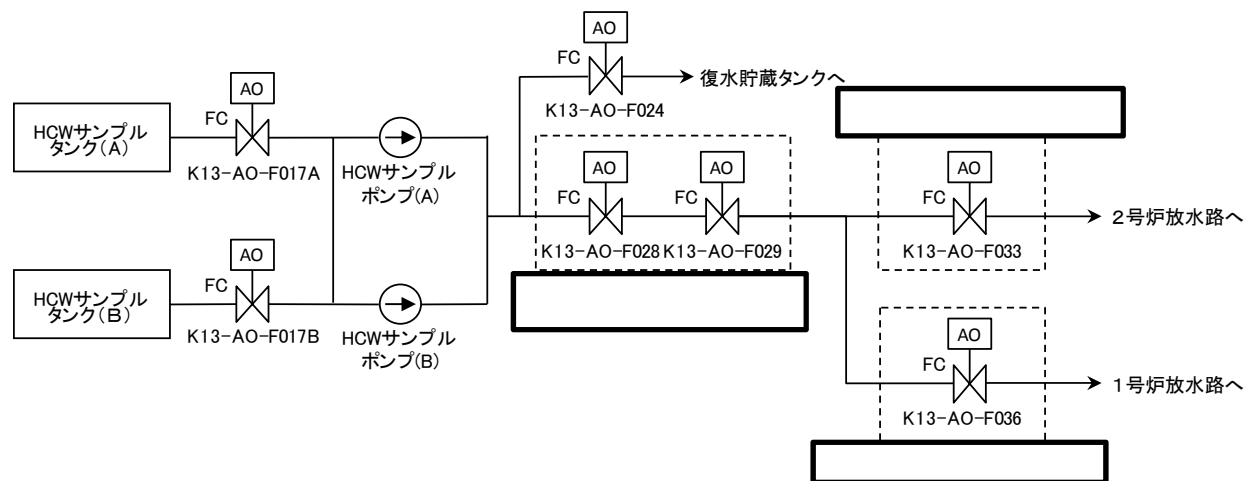 AO
FC
復水貯蔵タンクへ
K13-AO-F024
AO
FC
HCWサンプル
タンク(A)
K13-AO-F017A
HCWサンプル
ポンプ(A)
AO
FC
K13-AO-F028
AO
FC
K13-AO-F029
AO
FC
K13-AO-F033
2号炉放水路へ
AO
FC
HCWサンプル
タンク(B)
K13-AO-F017B
HCWサンプル
ポンプ(B)
AO
FC
K13-AO-F036
1号炉放水路へ